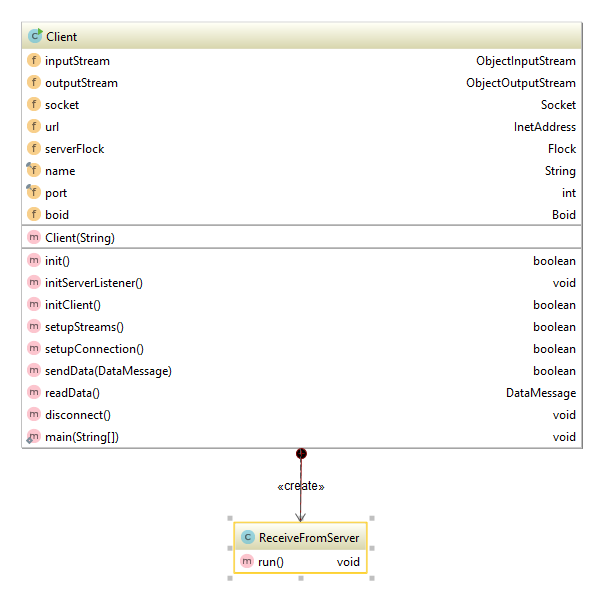 Client
inputStream ObjectInputStream
outputStream ObjectOutputStream
socket Socket
url InetAddress
serverFlock Flock
name String
port int
boid Boid
Client(String)
init() boolean
initServerListener() void
initClient() boolean
setupStreams() boolean
setupConnection() boolean
sendData(DataMessage) boolean
readData() DataMessage
disconnect() void
main(String[]) void
«create»
ReceiveFromServer
run() void